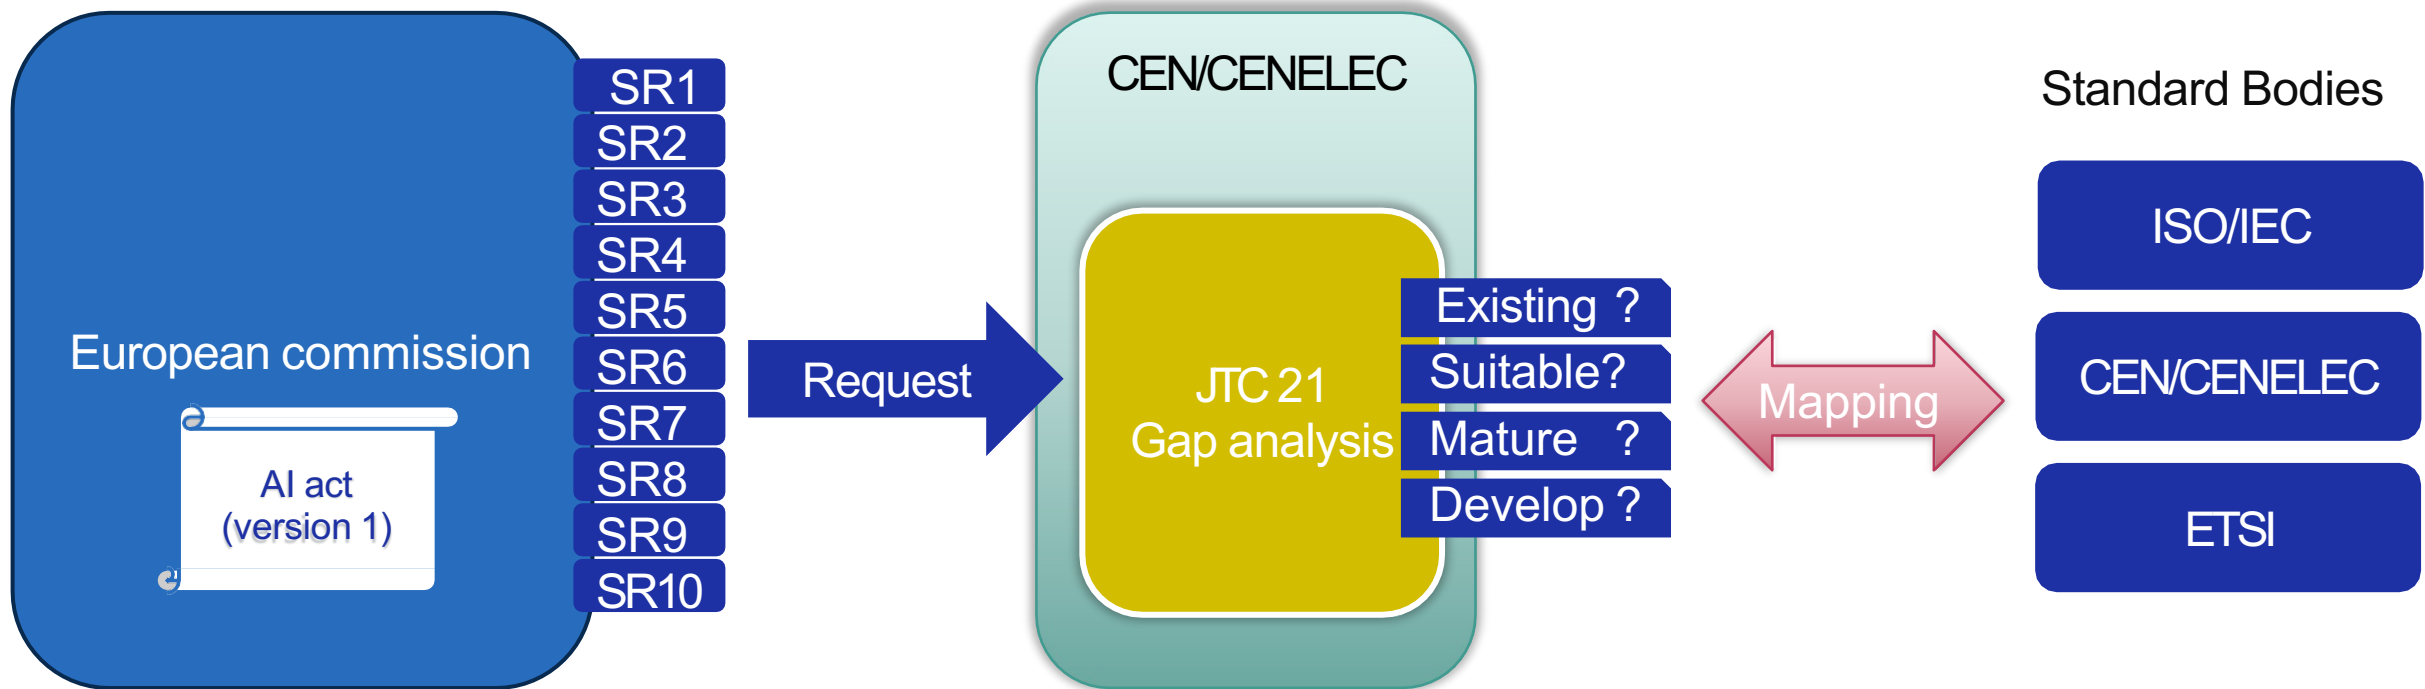 European commission
AI act
(version 1)
SR1
SR2
SR3
SR4
SR5
SR6
SR7
SR8
SR9
SR10
Request
CEN/CENELEC
JTC 21
Gap analysis
Existing ?
Suitable?
Mature ?
Develop ?
Mapping
Standard Bodies
ISO/IEC
CEN/CENELEC
ETSI